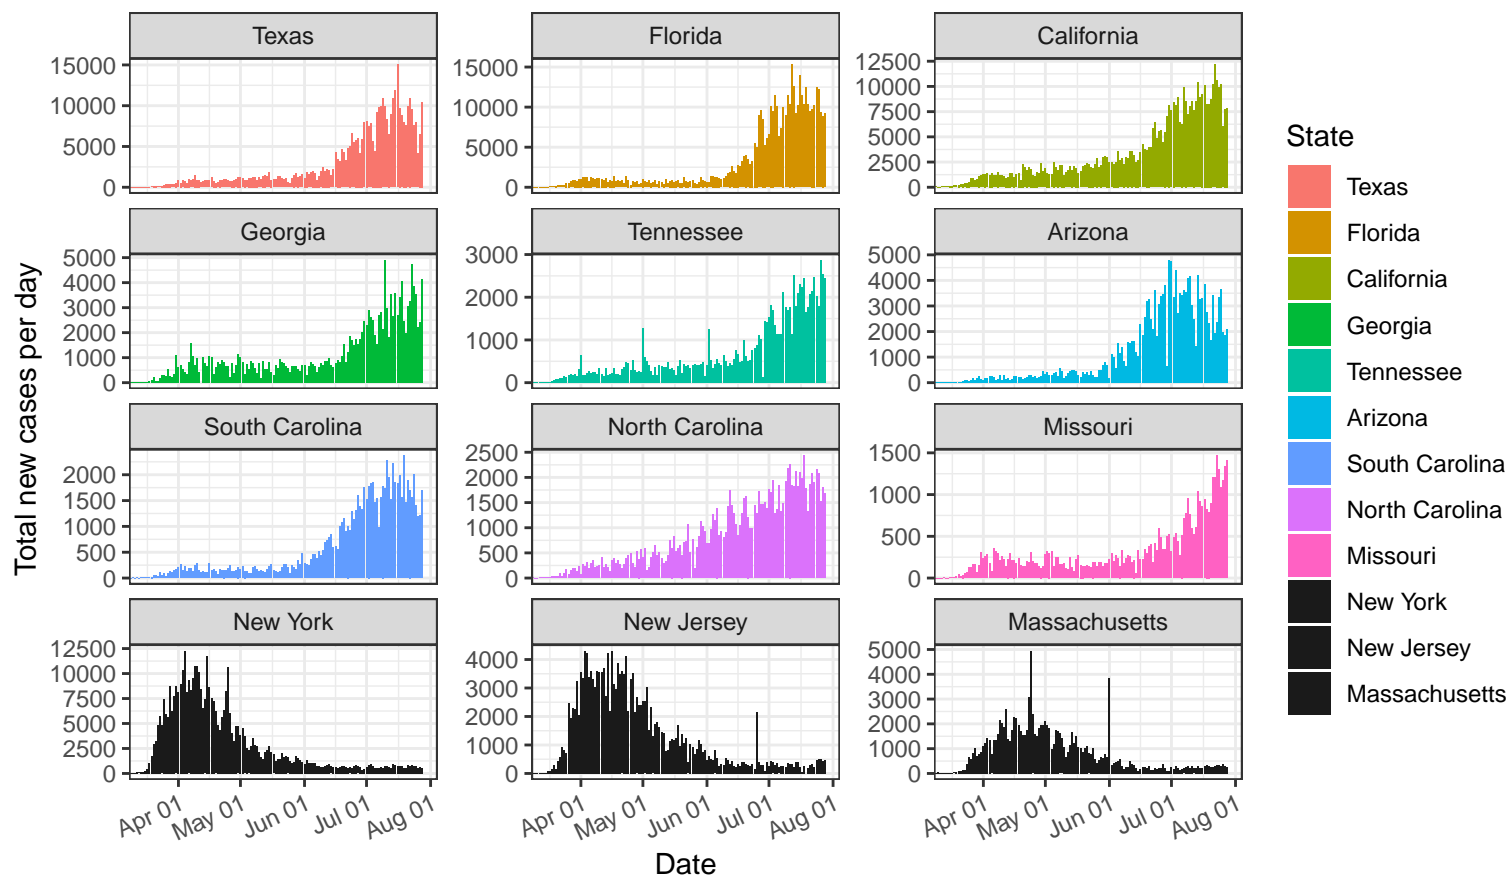 Texas
Florida
California
15000
10000
5000
0
15000
10000
5000
0
12500
10000
7500
5000
2500
0
Georgia
Tennessee
Arizona
5000
4000
3000
2000
1000
0
3000
2000
1000
0
5000
4000
3000
2000
1000
0
South Carolina
North Carolina
Missouri
2000
1500
1000
500
0
2500
2000
1500
1000
500
0
1500
1000
500
0
New York
New Jersey
Massachusetts
12500
10000
7500
5000
2500
0
4000
3000
2000
1000
0
5000
4000
3000
2000
1000
0
Apr 01
May 01
Jun 01
Jul 01
Aug 01
Apr 01
May 01
Jun 01
Jul 01
Aug 01
Apr 01
May 01
Jun 01
Jul 01
Aug 01
Date
Total new cases per day
State
Texas
Florida
California
Georgia
Tennessee
Arizona
South Carolina
North Carolina
Missouri
New York
New Jersey
Massachusetts